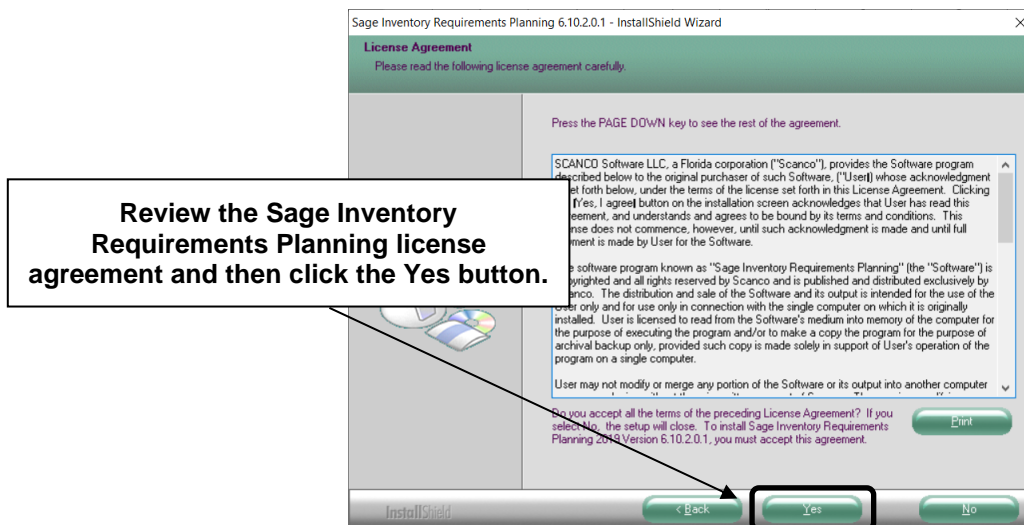 Sage Inventory Requirements Planning 6.10.2.0.1 - InstallShield Wizard
License Agreement
Please read the following license agreement carefully.
Press the PAGE DOWN key to see the rest of the agreement.
SCANCO Software LLC, a Florida corporation ("Scanco"), provides the Software program
described below to the original purchaser of such Software, ("User|) whose acknowledgment
et forth below, under the terms of the license set forth in this License Agreement. Clicking
|Yes, I agree| button on the installation screen acknowledges that User has read this
eement, and understands and agrees to be bound by its terms and conditions. This
nse does not commence, however, until such acknowledgment is made and until full
ment is made by User for the Software.
software program known as "Sage Inventory Requirements Planning" (the "Software") is
pyrighted and all rights reserved by Scanco and is published and distributed exclusively by
anco. The distribution and sale of the Software and its output is intended for the use of the
User only and for use only in connection with the single computer on which it is originally
installed. User is licensed to read from the Software's medium into memory of the computer for
the purpose of executing the program and/or to make a copy the program for the purpose of
archival backup only, provided such copy is made solely in support of User's operation of the
program on a single computer.
User may not modify or merge any portion of the Software or its output into another computer
Review the Sage Inventory
Requirements Planning license
agreement and then click the Yes button.
Do you accept all the terms of the preceding License Agreement? If you
select No, the setup will close. To install Sage Inventory Requirements
Planning 2019 Version 6.10.2.0.1, you must accept this agreement.
Print
InstallShield
< Back
Yes
No